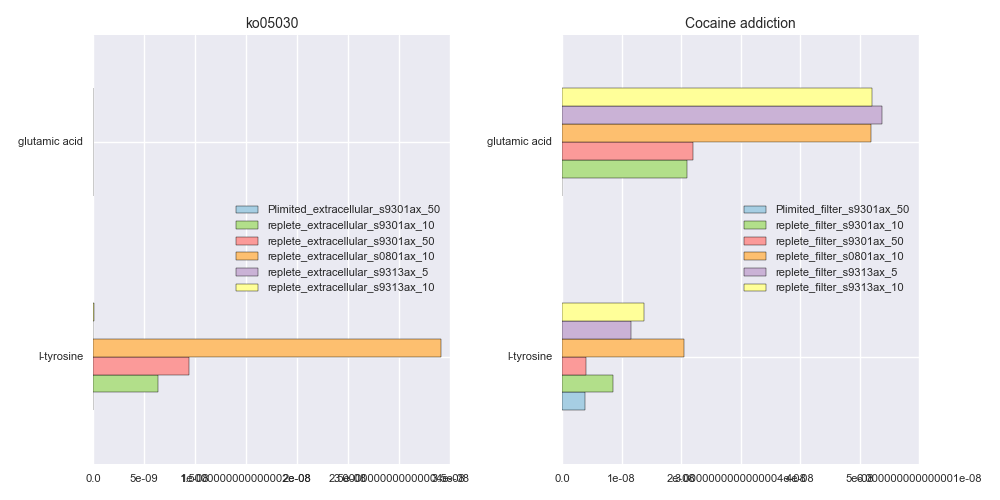 ko05030
Cocaine addiction
glutamic acid
glutamic acid
Plimited_extracellular_s9301ax_50
replete_extracellular_s9301ax_10
replete_extracellular_s9301ax_50
replete_extracellular_s0801ax_10
replete_extracellular_s9313ax_5
replete_extracellular_s9313ax_10
Plimited_filter_s9301ax_50
replete_filter_s9301ax_10
replete_filter_s9301ax_50
replete_filter_s0801ax_10
replete_filter_s9313ax_5
replete_filter_s9313ax_10
l-tyrosine
l-tyrosine
0.0 5e-09 2e-08
0.0 1e-08